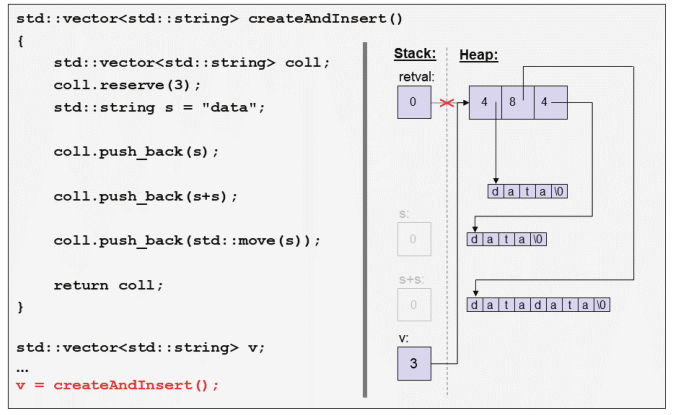 std::vector<std::string> createAndInsert()
{
std::vector<std::string> coll;
coll.reserve(3);
std::string s = "data";
coll.push_back(s);
coll.push_back(s+s);
coll.push_back(std::move(s));
return coll;
}
std::vector<std::string> v;
...
v = createAndInsert();
Stack: Heap:
retval:
0 4 8 4
d a t a \0
s:
0 d a t a \0
s+s:
0 d a t a d a t a \0
v:
3